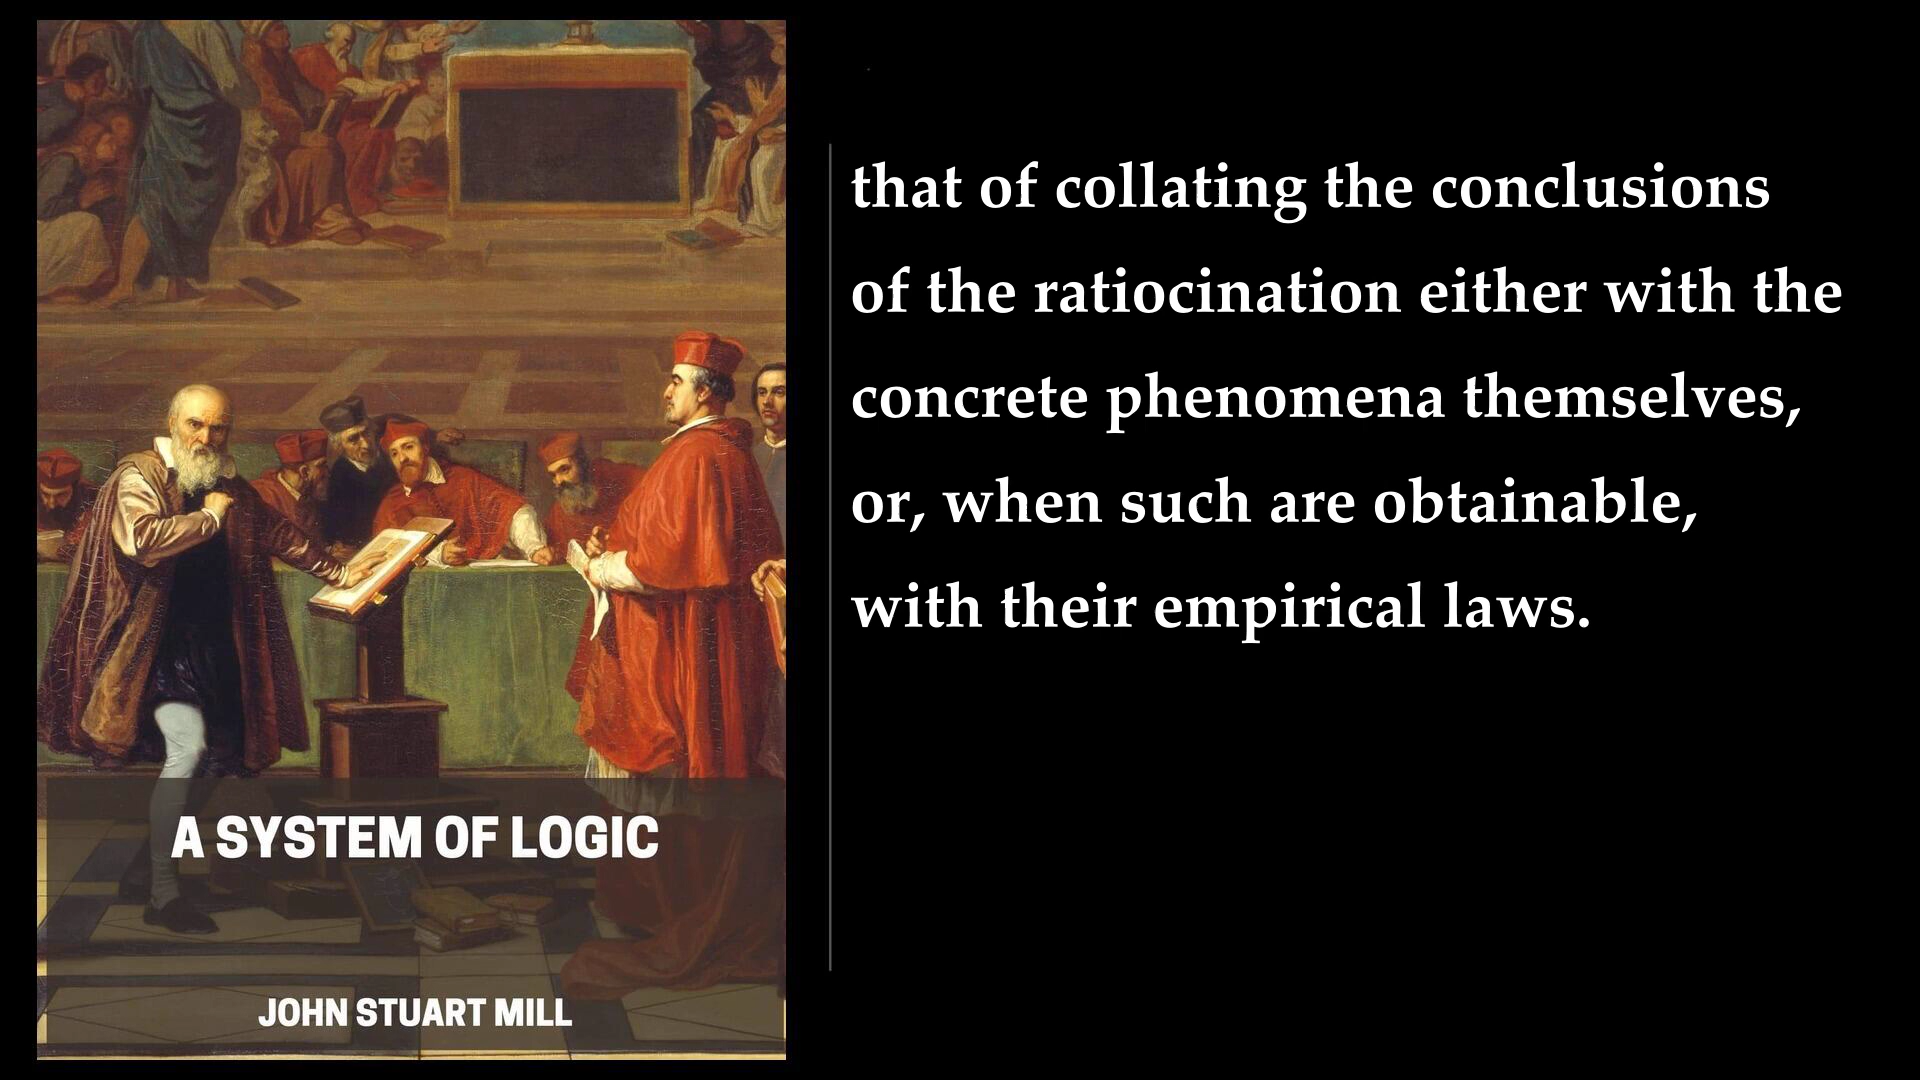 A SYSTEM OF LOGIC
JOHN STUART MILL
that of collating the conclusions
of the ratiocination either with the
concrete phenomena themselves,
or, when such are obtainable,
with their empirical laws.